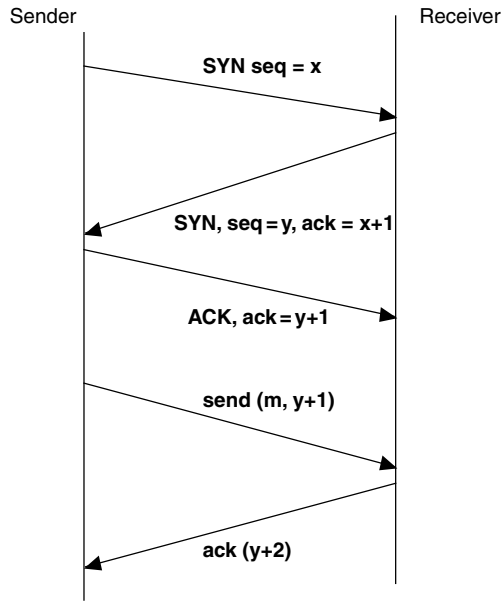 Sender
Receiver
SYN seq = x
SYN, seq = y, ack = x+1
ACK, ack = y+1
send (m, y+1)
ack (y+2)